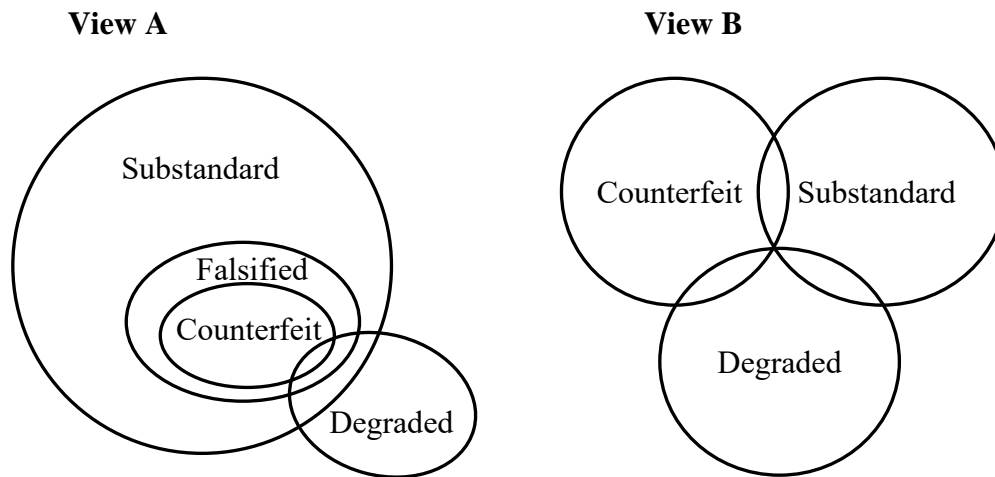 View A
Substandard
Falsified
Counterfeit
Degraded
View B
Counterfeit
Substandard
Degraded